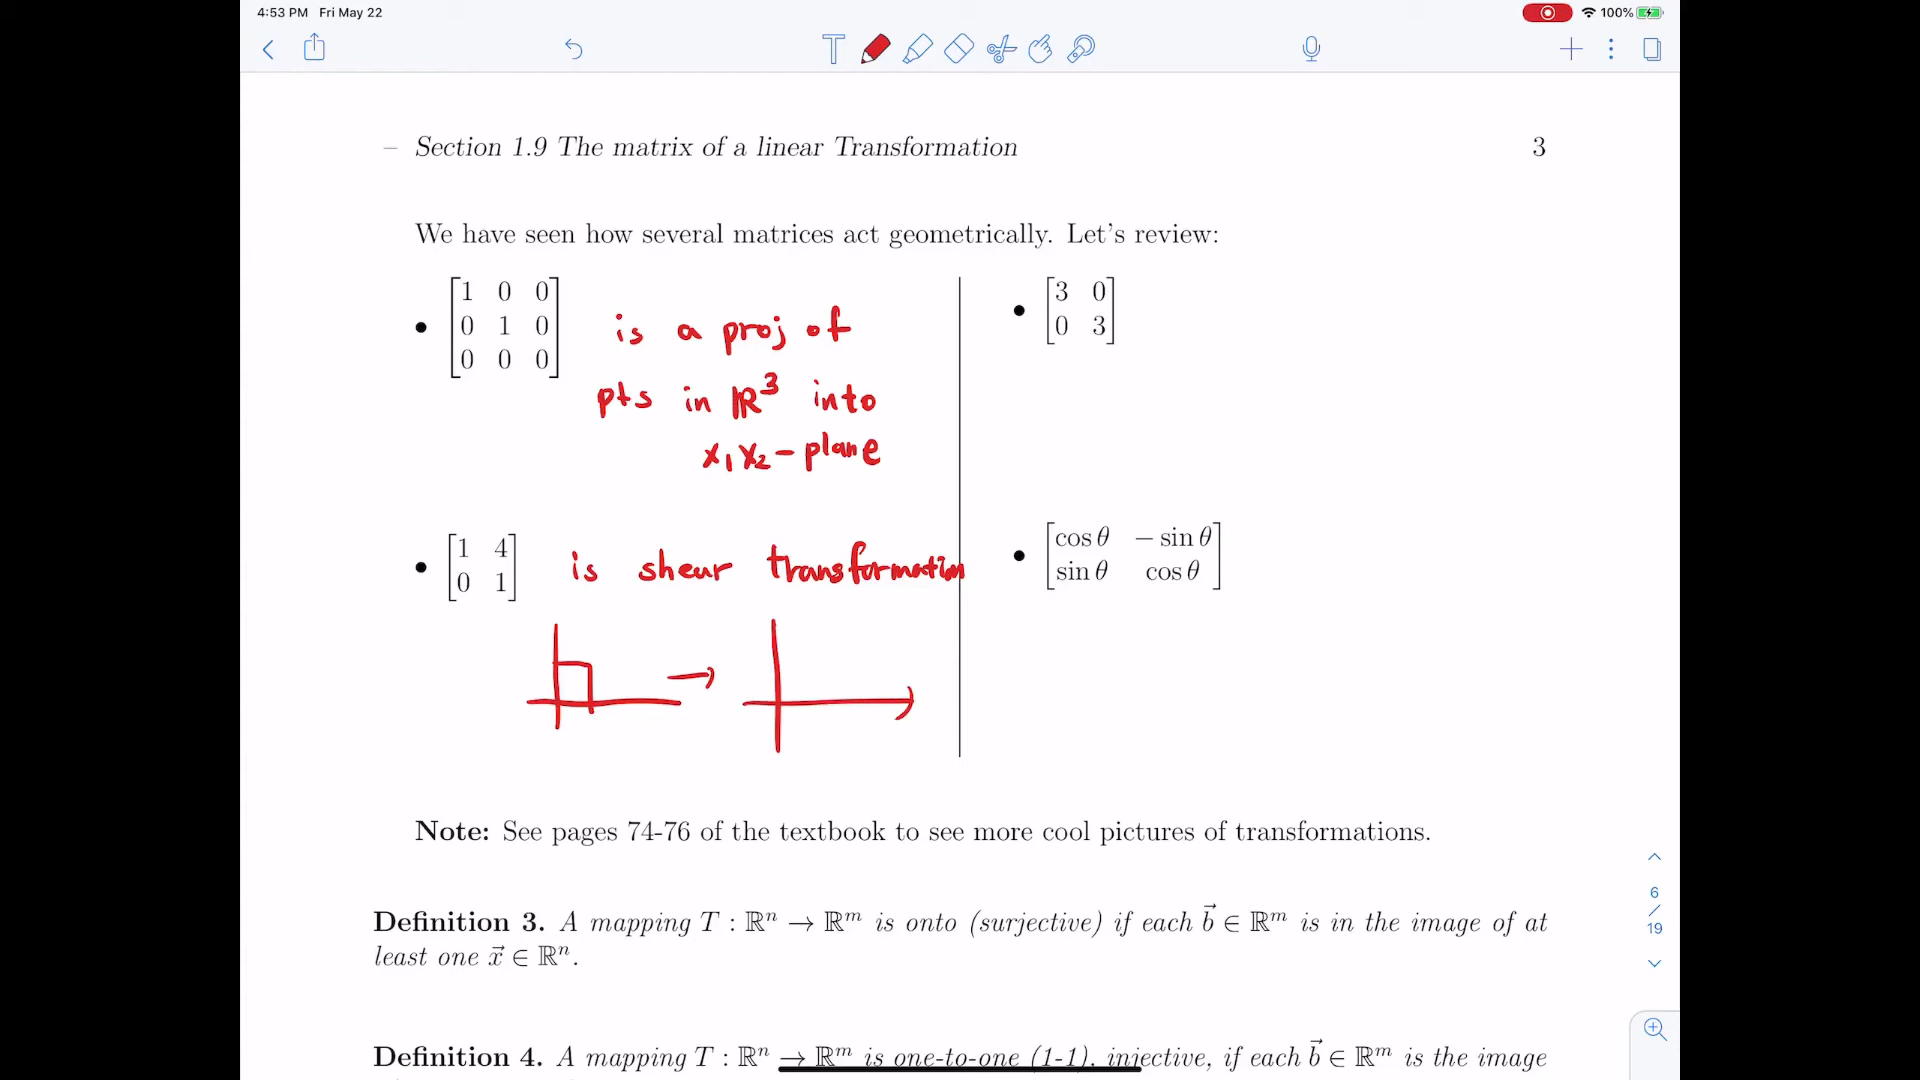 4:53 PM Fri May 22
100%
– Section 1.9 The matrix of a linear Transformation 3
We have seen how several matrices act geometrically. Let's review:
• [1 0 0
0 1 0
0 0 0]
is a proj of
pts in ℝ³ into
x₁x₂-plane
• [1 4
0 1]
is shear transformation
• [3 0
0 3]
• [cos θ − sin θ
sin θ cos θ]
Note: See pages 74-76 of the textbook to see more cool pictures of transformations.
Definition 3. A mapping T : ℝⁿ → ℝᵐ is onto (surjective) if each b⃗ ∈ ℝᵐ is in the image of at
least one x⃗ ∈ ℝⁿ.
Definition 4. A mapping T : ℝⁿ → ℝᵐ is one-to-one (1-1), injective, if each b⃗ ∈ ℝᵐ is the image
6
/
19